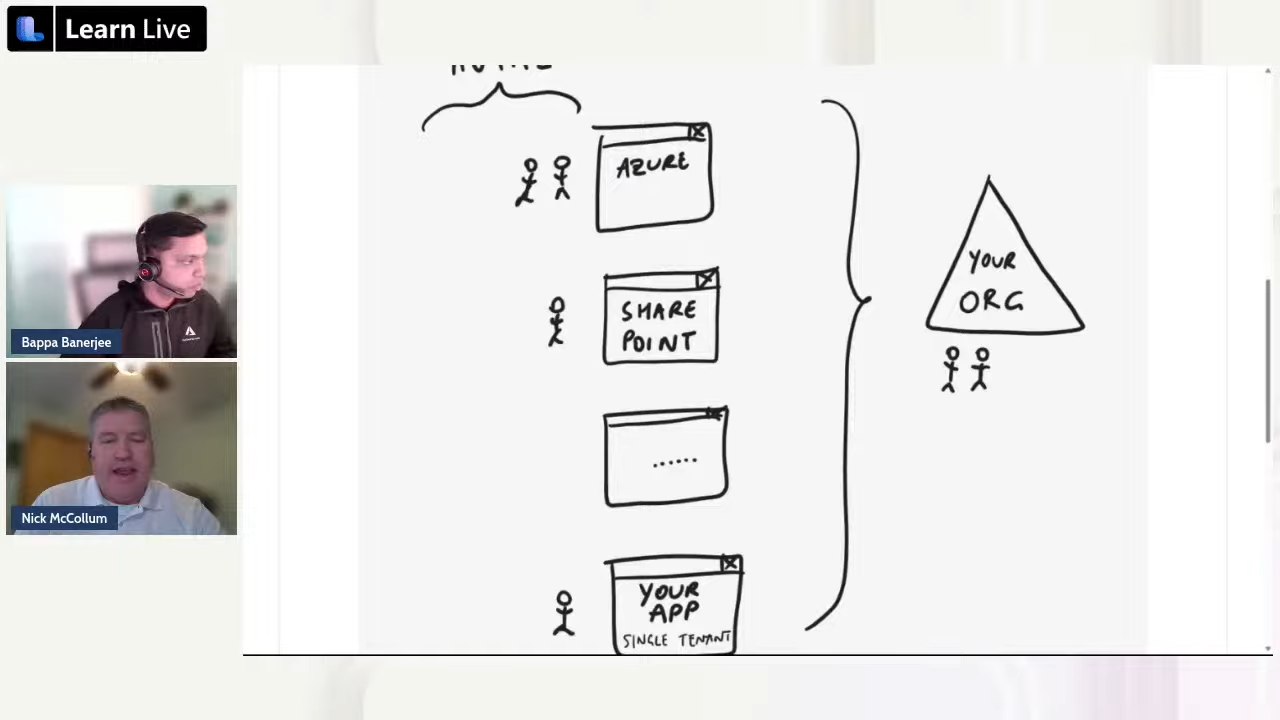 Learn Live
AZURE
SHARE
POINT
......
YOUR
APP
SINGLE TENANT
YOUR
ORG
Bappa Banerjee
Nick McCollum